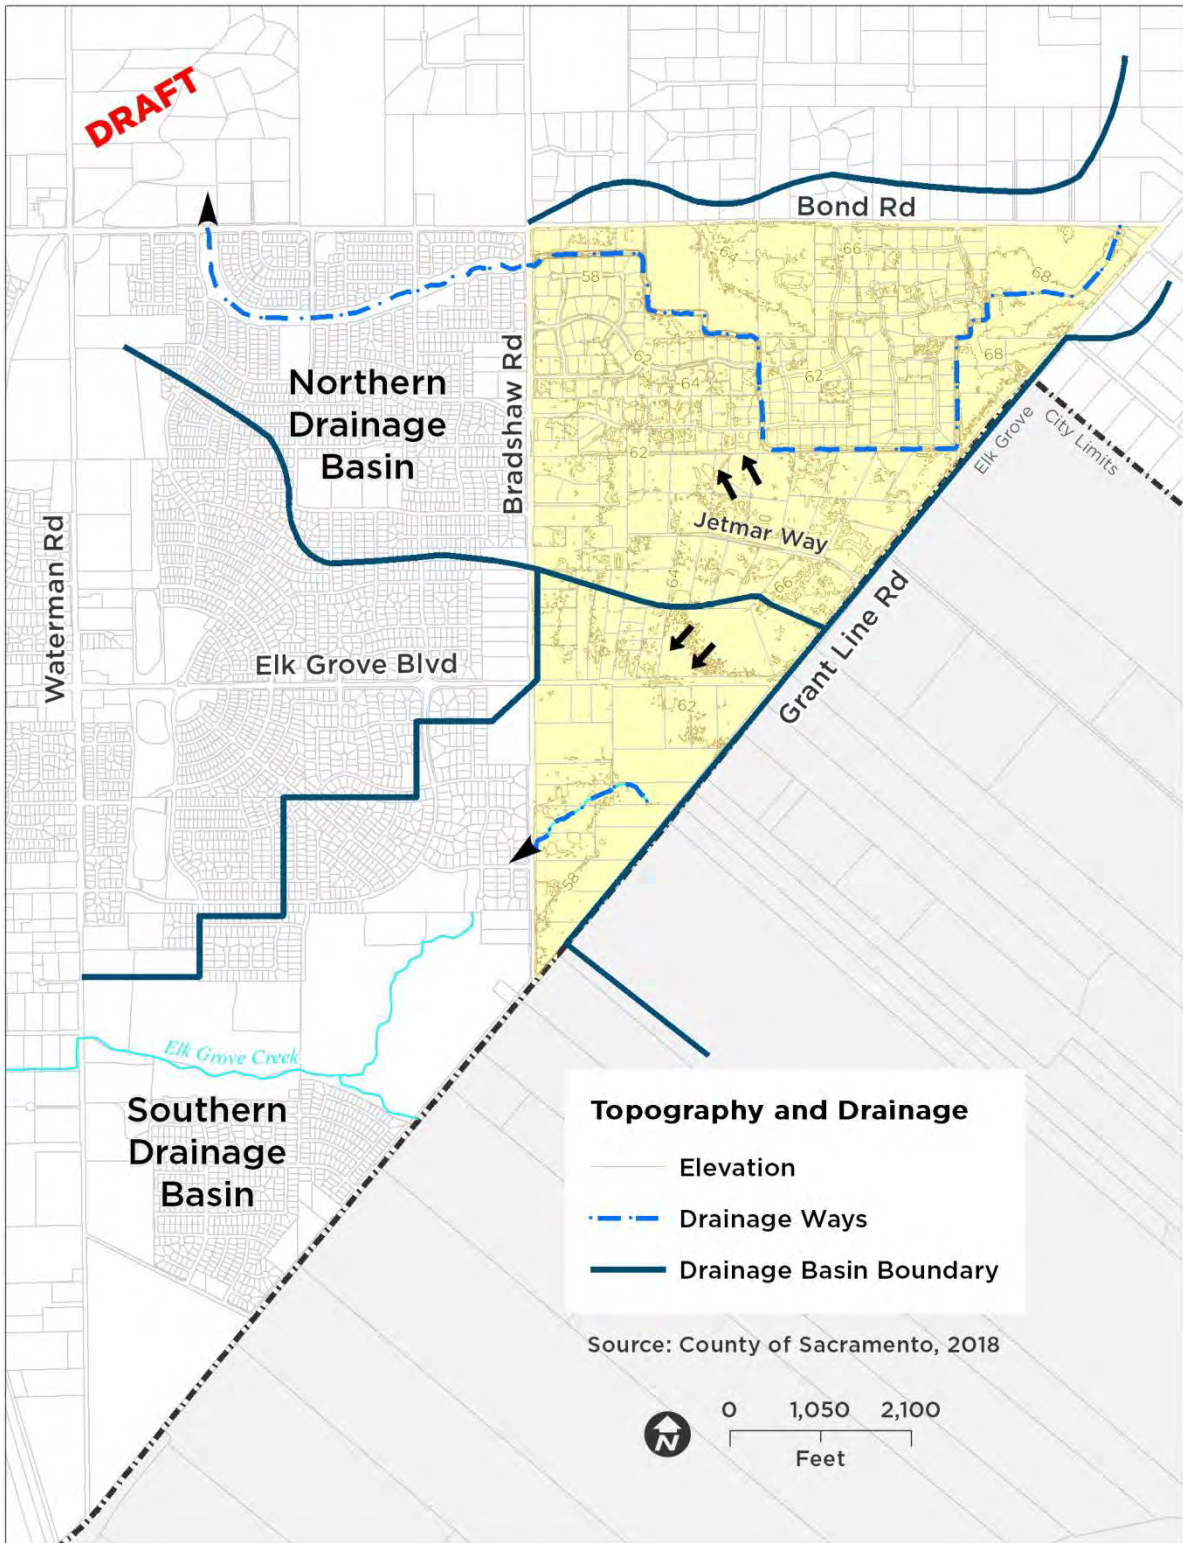 DRAFT
Bond Rd
66
64
58
68
Northern
Drainage
Basin
Bradshaw Rd
62
64
62
68
62
Elk Grove
City Limits
Jetmar Way
Waterman Rd
64
66
Elk Grove Blvd
Grant Line Rd
62
58
Elk Grove Creek
Southern
Drainage
Basin
Topography and Drainage
Elevation
Drainage Ways
Drainage Basin Boundary
Source: County of Sacramento, 2018
N
0 1,050 2,100
Feet